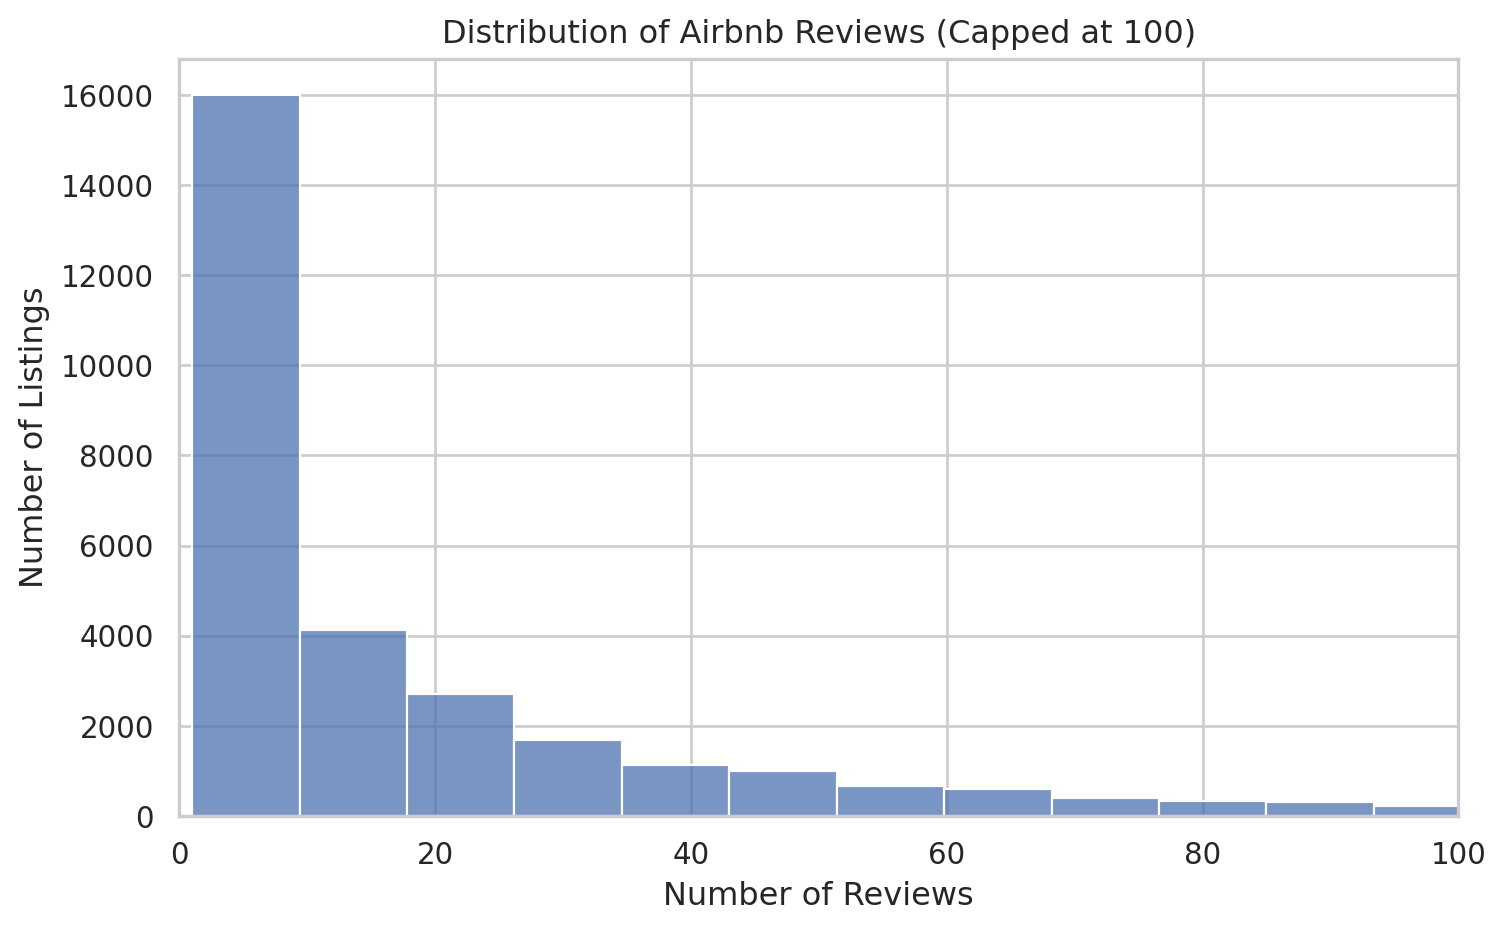 Distribution of Airbnb Reviews (Capped at 100)
16000
14000
12000
10000
8000
6000
4000
2000
0
Number of Listings
0 20 40 60 80 100
Number of Reviews